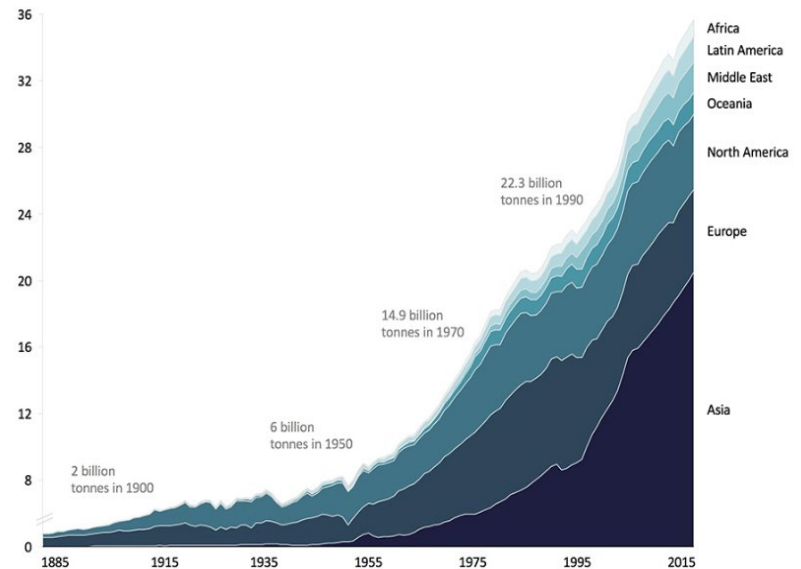 36
32
28
24
20
16
12
8
0
Africa
Latin America
Middle East
Oceania
North America
Europe
Asia
22.3 billion
tonnes in 1990
14.9 billion
tonnes in 1970
6 billion
tonnes in 1950
2 billion
tonnes in 1900
1885 1915 1935 1955 1975 1995 2015